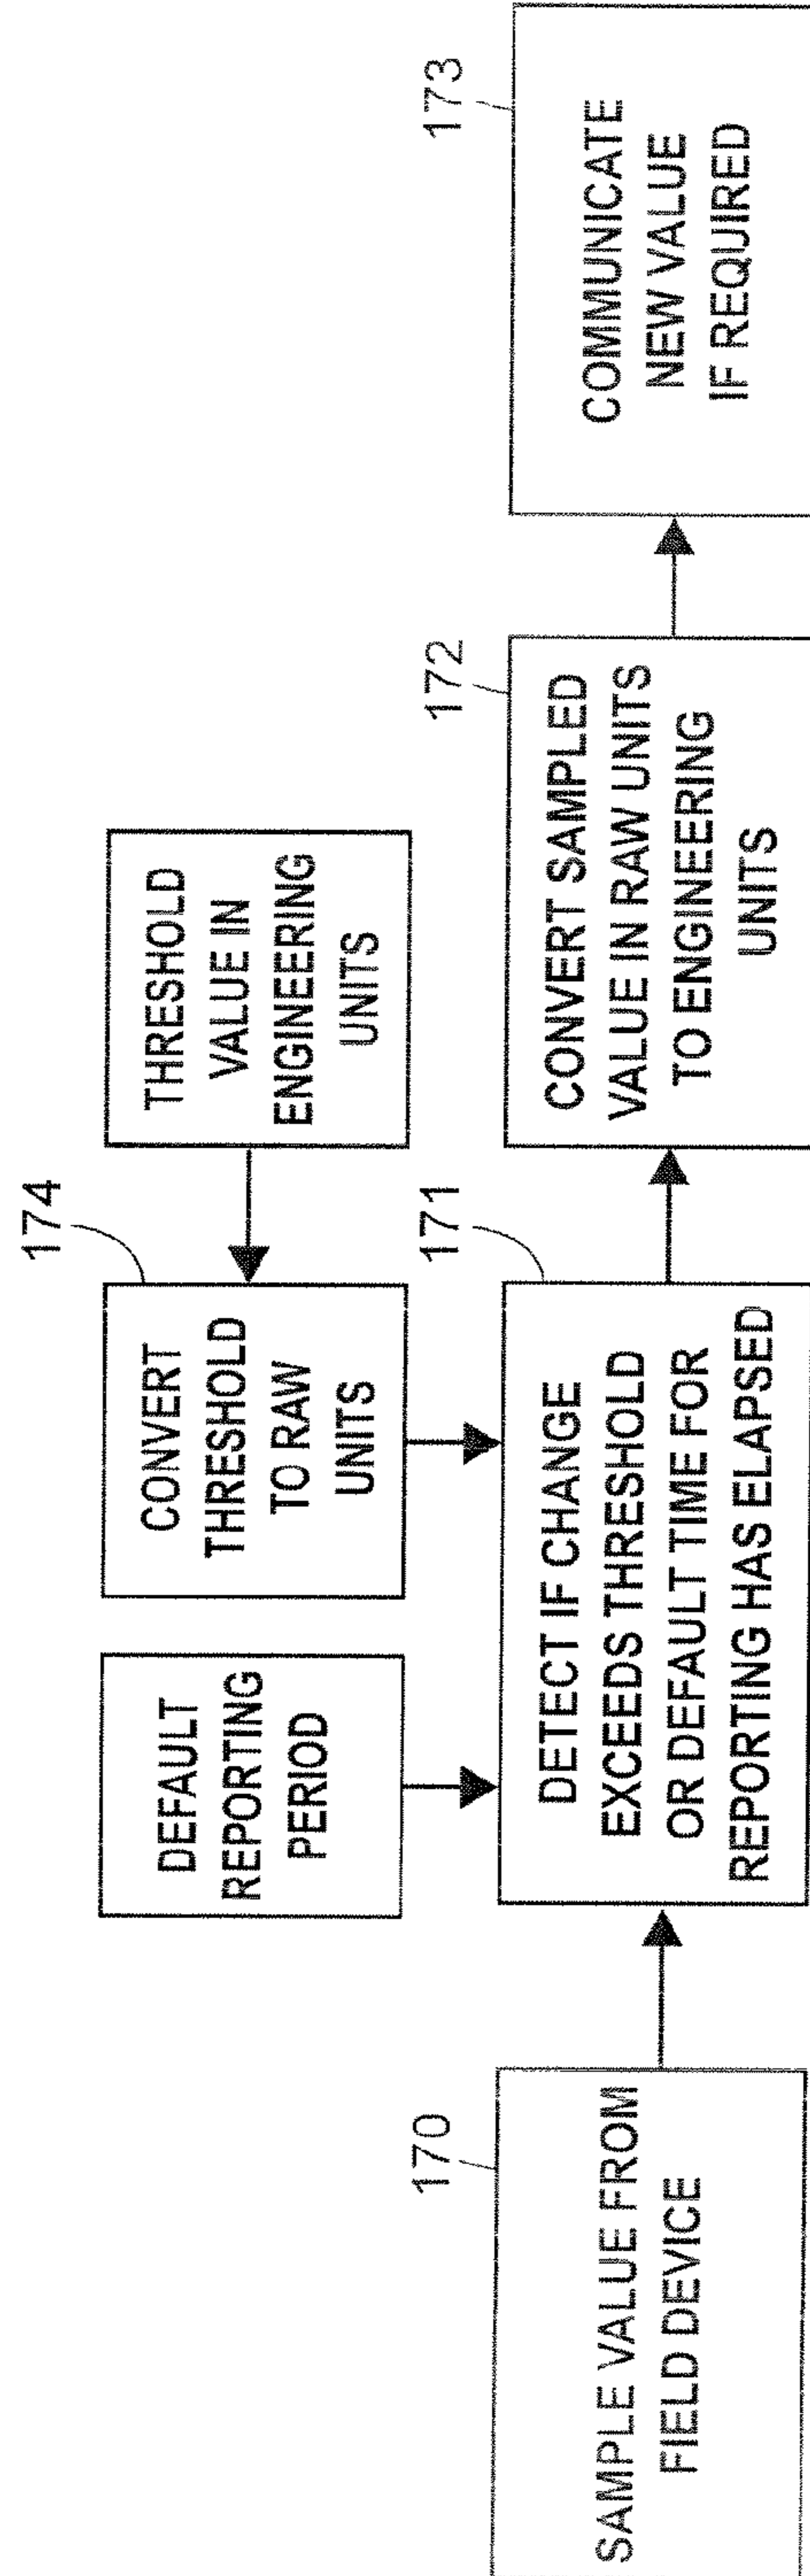 DEFAULT
REPORTING
PERIOD
174
CONVERT
THRESHOLD
TO RAW
UNITS
THRESHOLD
VALUE IN
ENGINEERING
UNITS
170
SAMPLE VALUE FROM
FIELD DEVICE
171
DETECT IF CHANGE
EXCEEDS THRESHOLD
OR DEFAULT TIME FOR
REPORTING HAS ELAPSED
172
CONVERT SAMPLED
VALUE IN RAW UNITS
TO ENGINEERING
UNITS
173
COMMUNICATE
NEW VALUE
IF REQUIRED